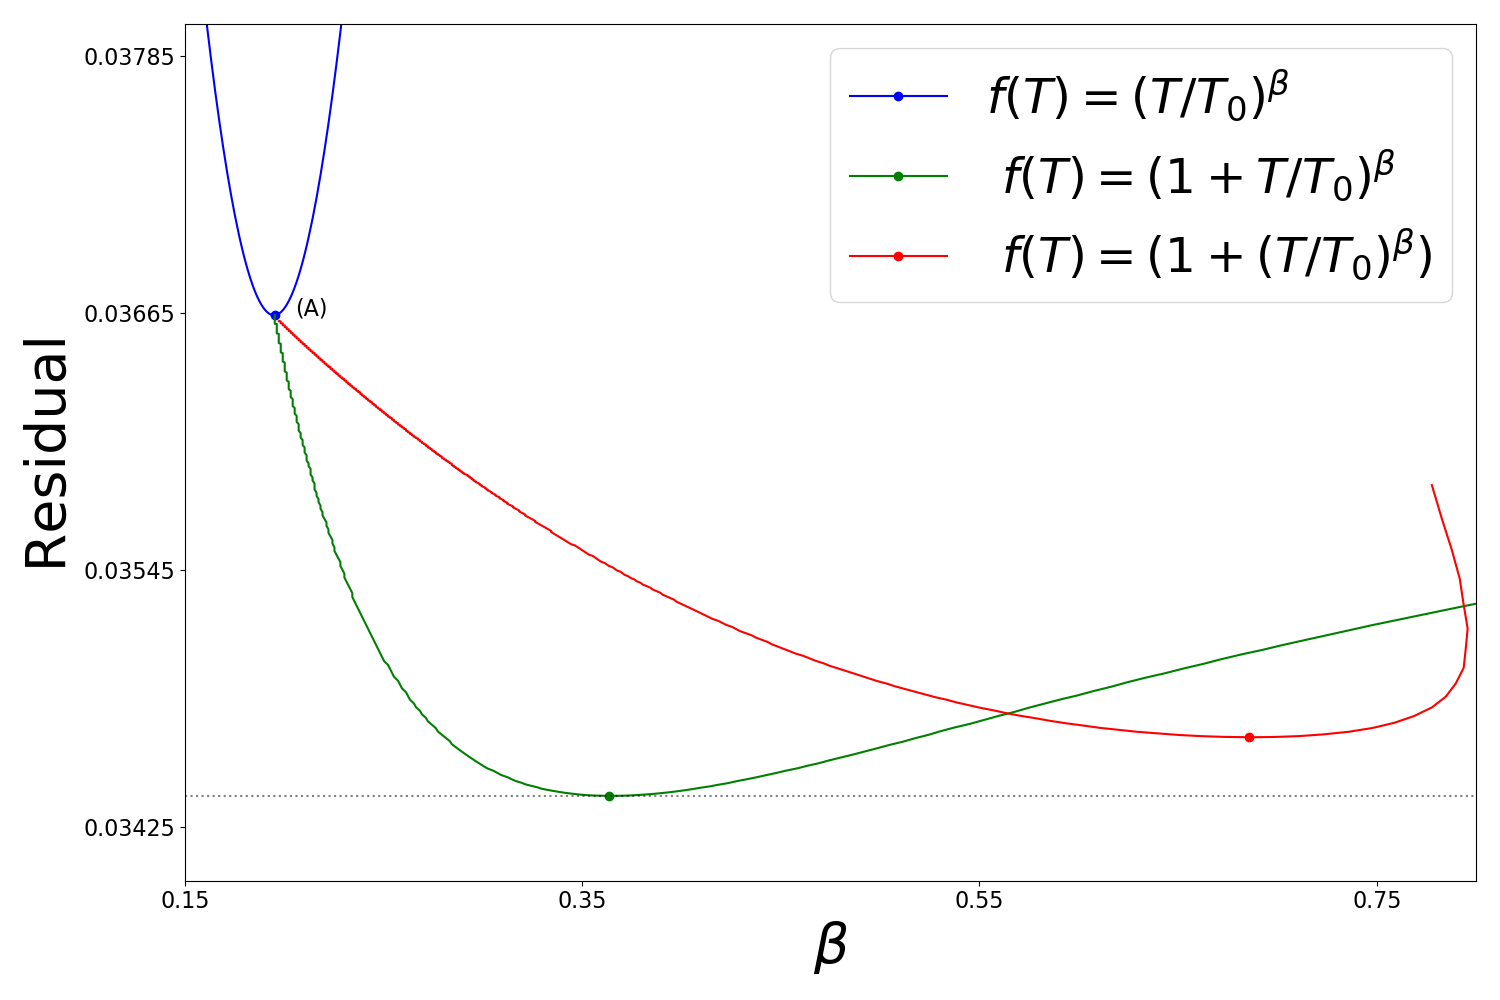 0.03785
0.03665
0.03545
0.03425
Residual
f(T) = (T/T₀)^β
f(T) = (1 + T/T₀)^β
f(T) = (1 + (T/T₀)^β)
(A)
0.15 0.35 0.55 0.75
β